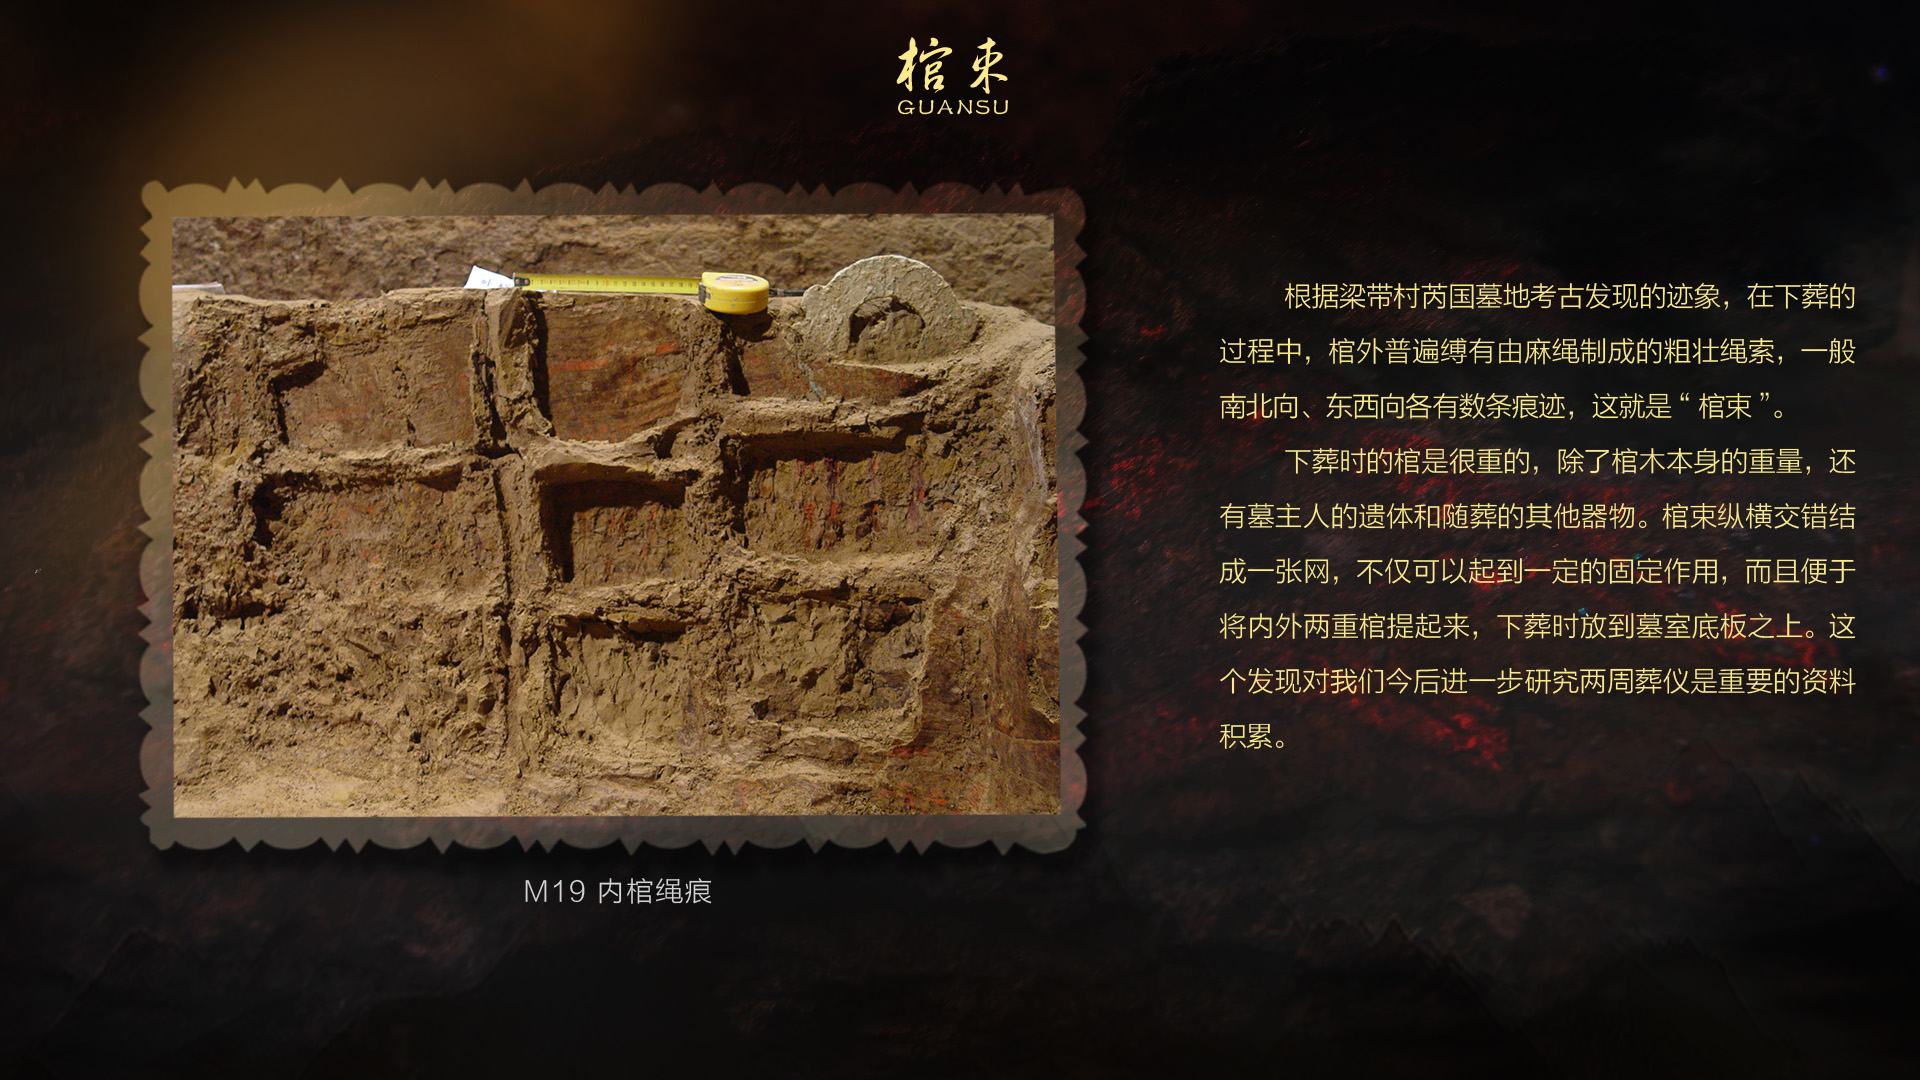 棺束
GUANSU
根据梁带村芮国墓地考古发现的迹象，在下葬的
过程中，棺外普遍缚有由麻绳制成的粗壮绳索，一般
南北向、东西向各有数条痕迹，这就是“棺束”。
下葬时的棺是很重的，除了棺木本身的重量，还
有墓主人的遗体和随葬的其他器物。棺束纵横交错结
成一张网，不仅可以起到一定的固定作用，而且便于
将内外两重棺提起来，下葬时放到墓室底板之上。这
个发现对我们今后进一步研究两周葬仪是重要的资料
积累。
M19 内棺绳痕